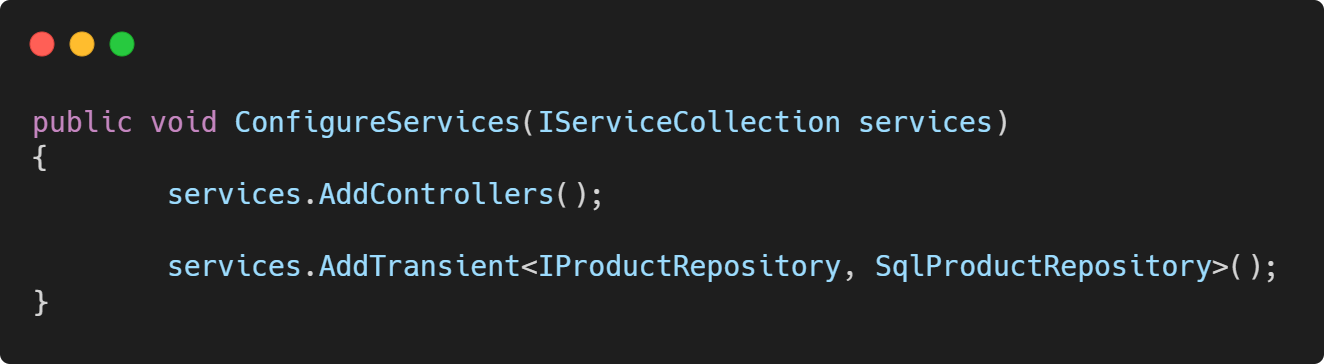 public void ConfigureServices(IServiceCollection services)
{
        services.AddControllers();

        services.AddTransient<IProductRepository, SqlProductRepository>();
}